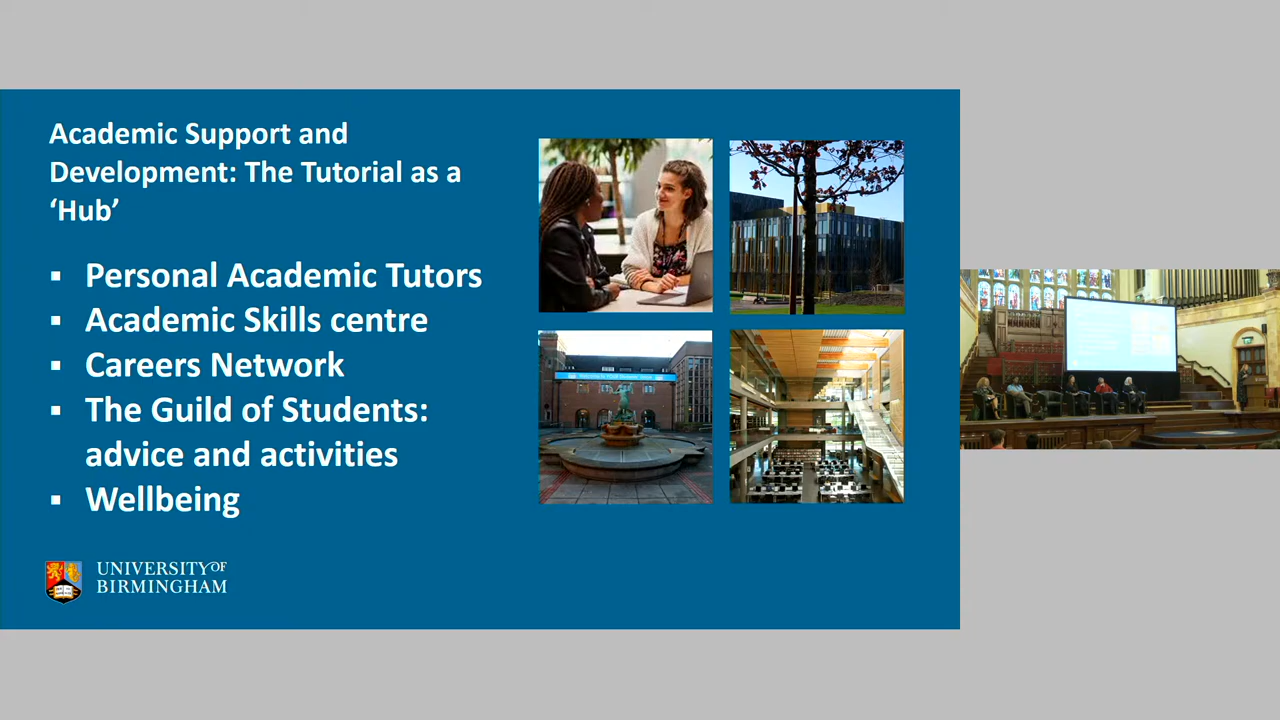 Academic Support and
Development: The Tutorial as a
‘Hub’
▪ Personal Academic Tutors
▪ Academic Skills centre
▪ Careers Network
▪ The Guild of Students:
advice and activities
▪ Wellbeing
UNIVERSITY OF
BIRMINGHAM